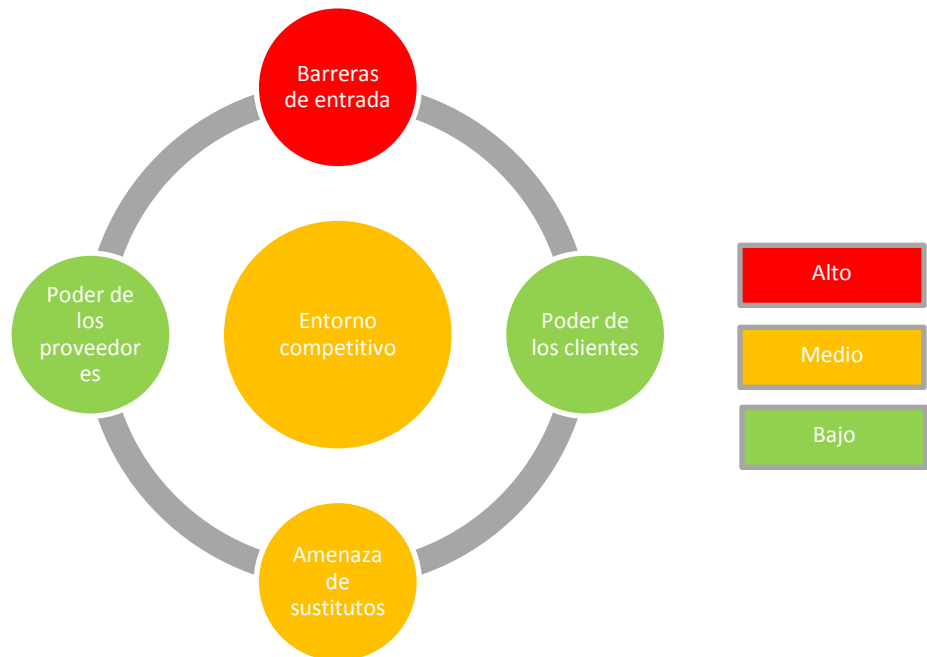 Barreras
de entrada
Poder de
los
proveedor
es
Entorno
competitivo
Poder de
los clientes
Amenaza
de
sustitutos
Alto
Medio
Bajo